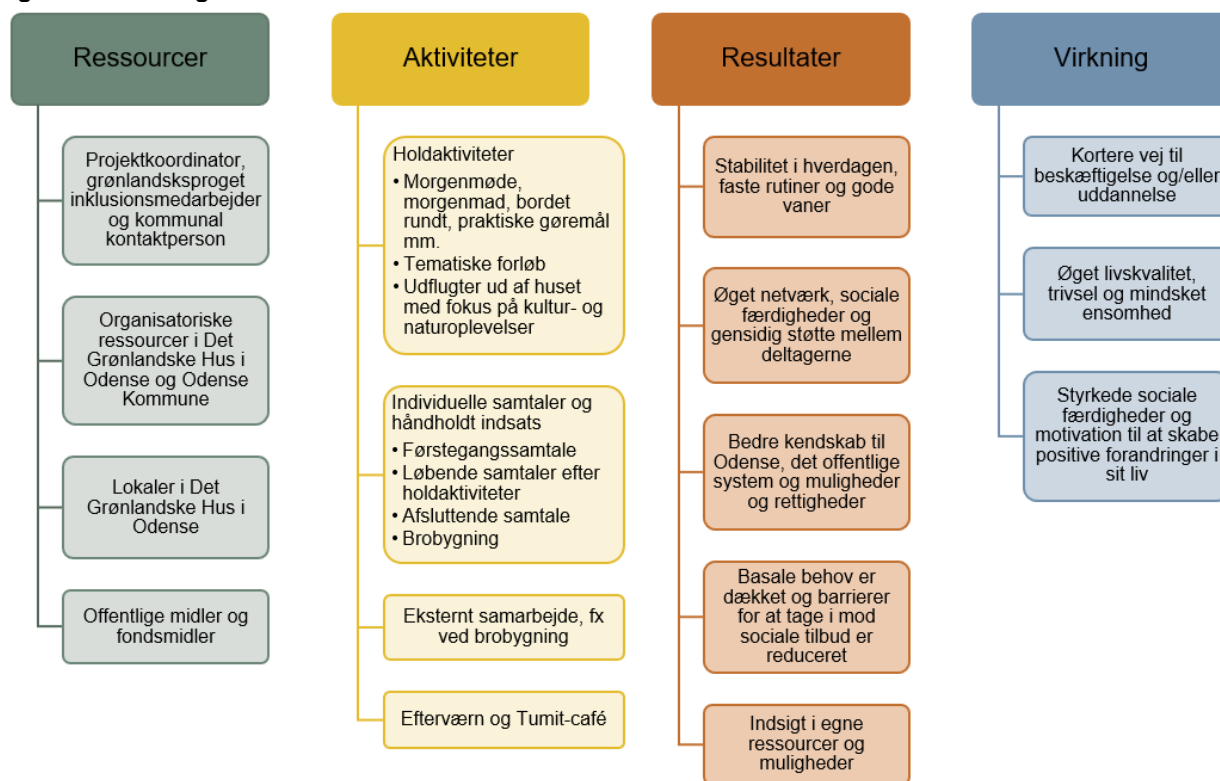 Ressourcer
Projektkoordinator,
grønlandsksproget
inklusionsmedarbejder
og kommunal
kontaktperson
Organisatoriske
ressourcer i Det
Grønlandske Hus i
Odense og Odense
Kommune
Lokaler i Det
Grønlandske Hus i
Odense
Offentlige midler og
fondsmidler
Aktiviteter
Holdaktiviteter
• Morgenmøde,
morgenmad, bordet
rundt, praktiske gøremål
mm.
• Tematiske forløb
• Udflugter ud af huset
med fokus på kultur- og
naturoplevelser
Individuelle samtaler og
håndholdt indsats
• Førstegangssamtale
• Løbende samtaler efter
holdaktiviteter
• Afsluttende samtale
• Brobygning
Eksternt samarbejde, fx
ved brobygning
Efterværn og Tumit-café
Resultater
Stabilitet i hverdagen,
faste rutiner og gode
vaner
Øget netværk, sociale
færdigheder og
gensidig støtte mellem
deltagerne
Bedre kendskab til
Odense, det offentlige
system og muligheder
og rettigheder
Basale behov er
dækket og barrierer
for at tage i mod
sociale tilbud er
reduceret
Indsigt i egne
ressourcer og
muligheder
Virkning
Kortere vej til
beskæftigelse og/eller
uddannelse
Øget livskvalitet,
trivsel og mindsket
ensomhed
Styrkede sociale
færdigheder og
motivation til at skabe
positive forandringer i
sit liv